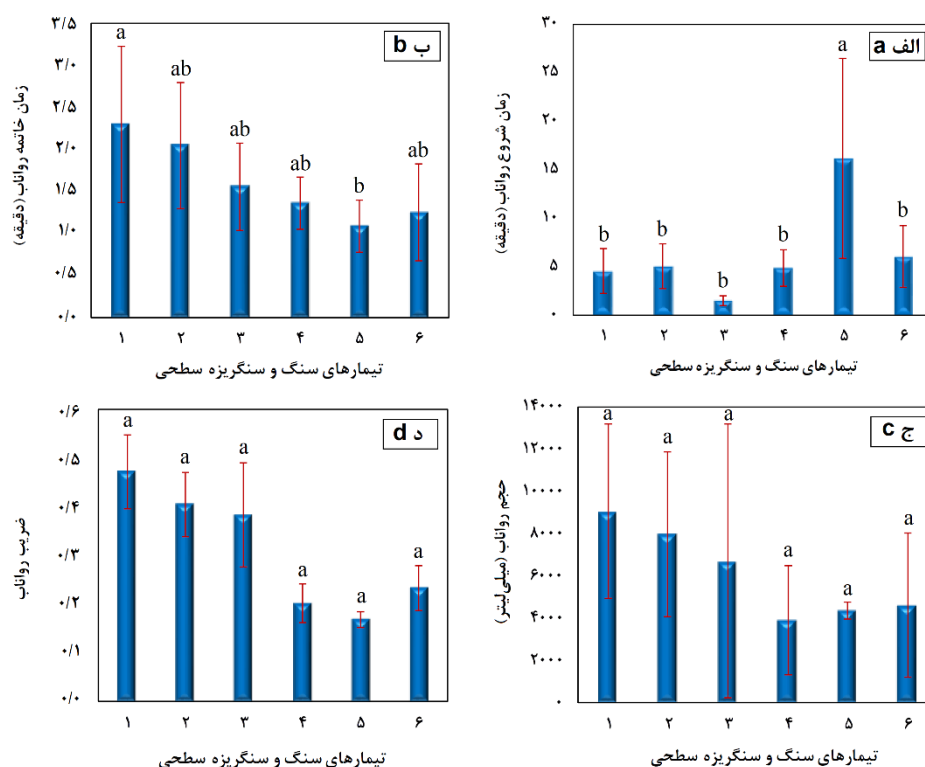 الف a
زمان شروع رواناب (دقیقه)
۳۰
۲۵
۲۰
۱۵
۱۰
۵
۰
b
b
b
b
a
b
۱ ۲ ۳ ۴ ۵ ۶
تیمارهای سنگ و سنگریزه سطحی
ب b
زمان خاتمه رواناب (دقیقه)
۳/۵
۳/۰
۲/۵
۲/۰
۱/۵
۱/۰
۰/۵
۰/۰
a
ab
ab
ab
b
ab
۱ ۲ ۳ ۴ ۵ ۶
تیمارهای سنگ و سنگریزه سطحی
ج c
حجم رواناب (میلی‌لیتر)
۱۴۰۰۰
۱۲۰۰۰
۱۰۰۰۰
۸۰۰۰
۶۰۰۰
۴۰۰۰
۲۰۰۰
۰
a
a
a
a
a
a
۱ ۲ ۳ ۴ ۵ ۶
تیمارهای سنگ و سنگریزه سطحی
د d
ضریب رواناب
۰/۶
۰/۵
۰/۴
۰/۳
۰/۲
۰/۱
۰/۰
a
a
a
a
a
a
۱ ۲ ۳ ۴ ۵ ۶
تیمارهای سنگ و سنگریزه سطحی